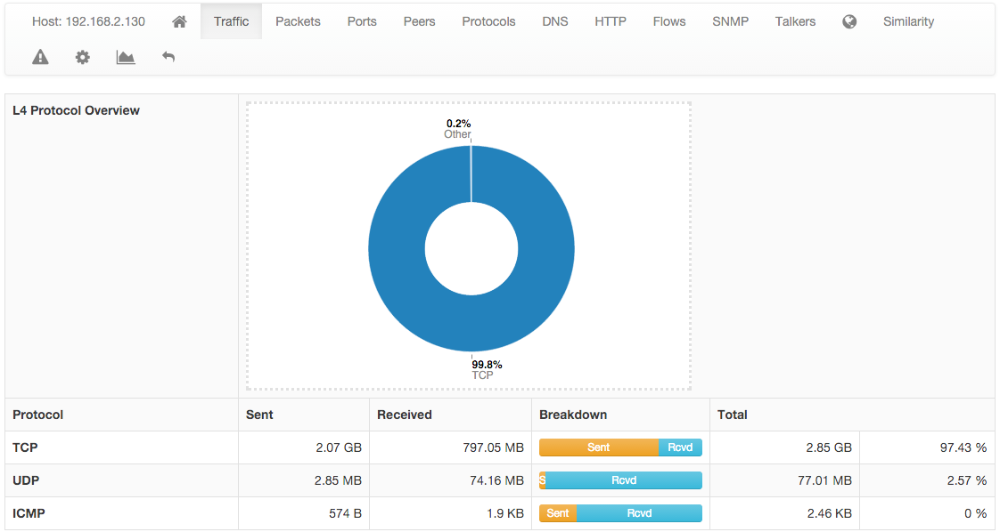 Host: 192.168.2.130 Traffic Packets Ports Peers Protocols DNS HTTP Flows SNMP Talkers Similarity
L4 Protocol Overview
0.2%
Other
99.8%
TCP
Protocol Sent Received Breakdown Total
TCP 2.07 GB 797.05 MB Sent Rcvd 2.85 GB 97.43 %
UDP 2.85 MB 74.16 MB S Rcvd 77.01 MB 2.57 %
ICMP 574 B 1.9 KB Sent Rcvd 2.46 KB 0 %